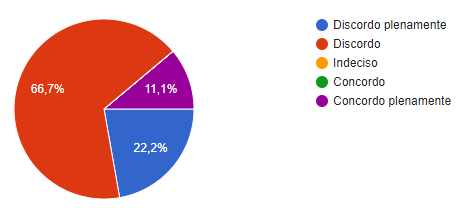 Discordo plenamente
Discordo
Indeciso
Concordo
Concordo plenamente
66,7%
11,1%
22,2%